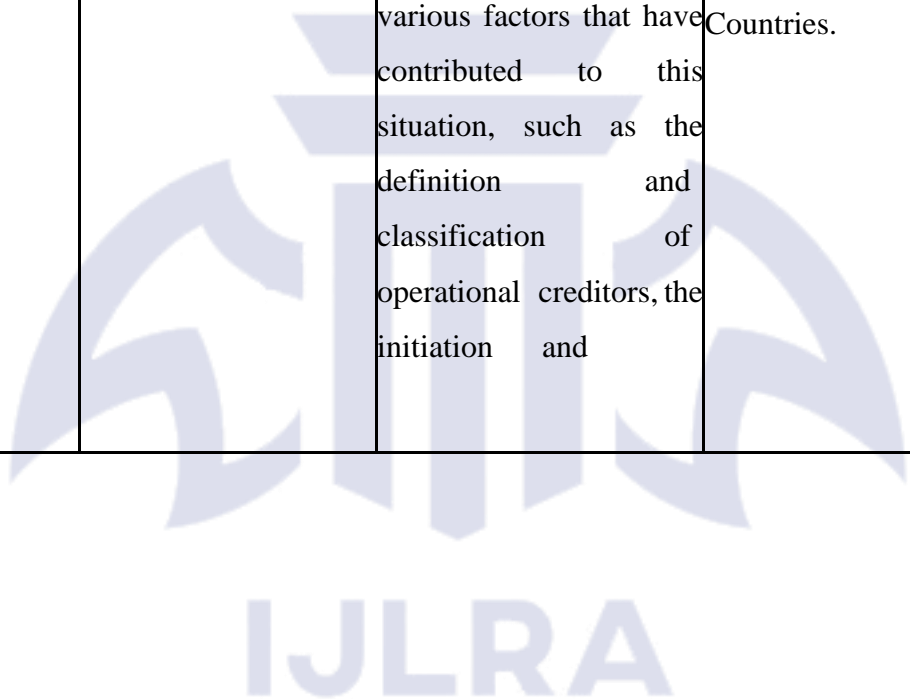 various factors that have
contributed to this
situation, such as the
definition and
classification of
operational creditors, the
initiation and
Countries.
IJLRA